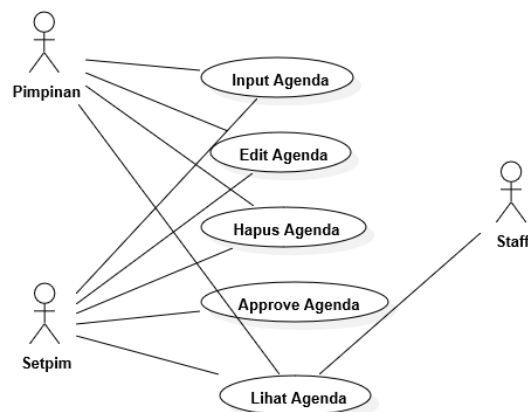 Pimpinan
Input Agenda
Edit Agenda
Hapus Agenda
Staff
Approve Agenda
Setpim
Lihat Agenda